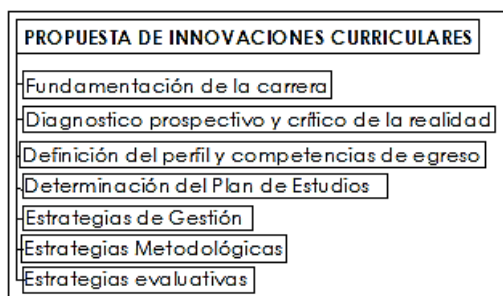 PROPUESTA DE INNOVACIONES CURRICULARES
Fundamentación de la carrera
Diagnostico prospectivo y crítico de la realidad
Definición del perfil y competencias de egreso
Determinación del Plan de Estudios
Estrategias de Gestión
Estrategias Metodológicas
Estrategias evaluativas